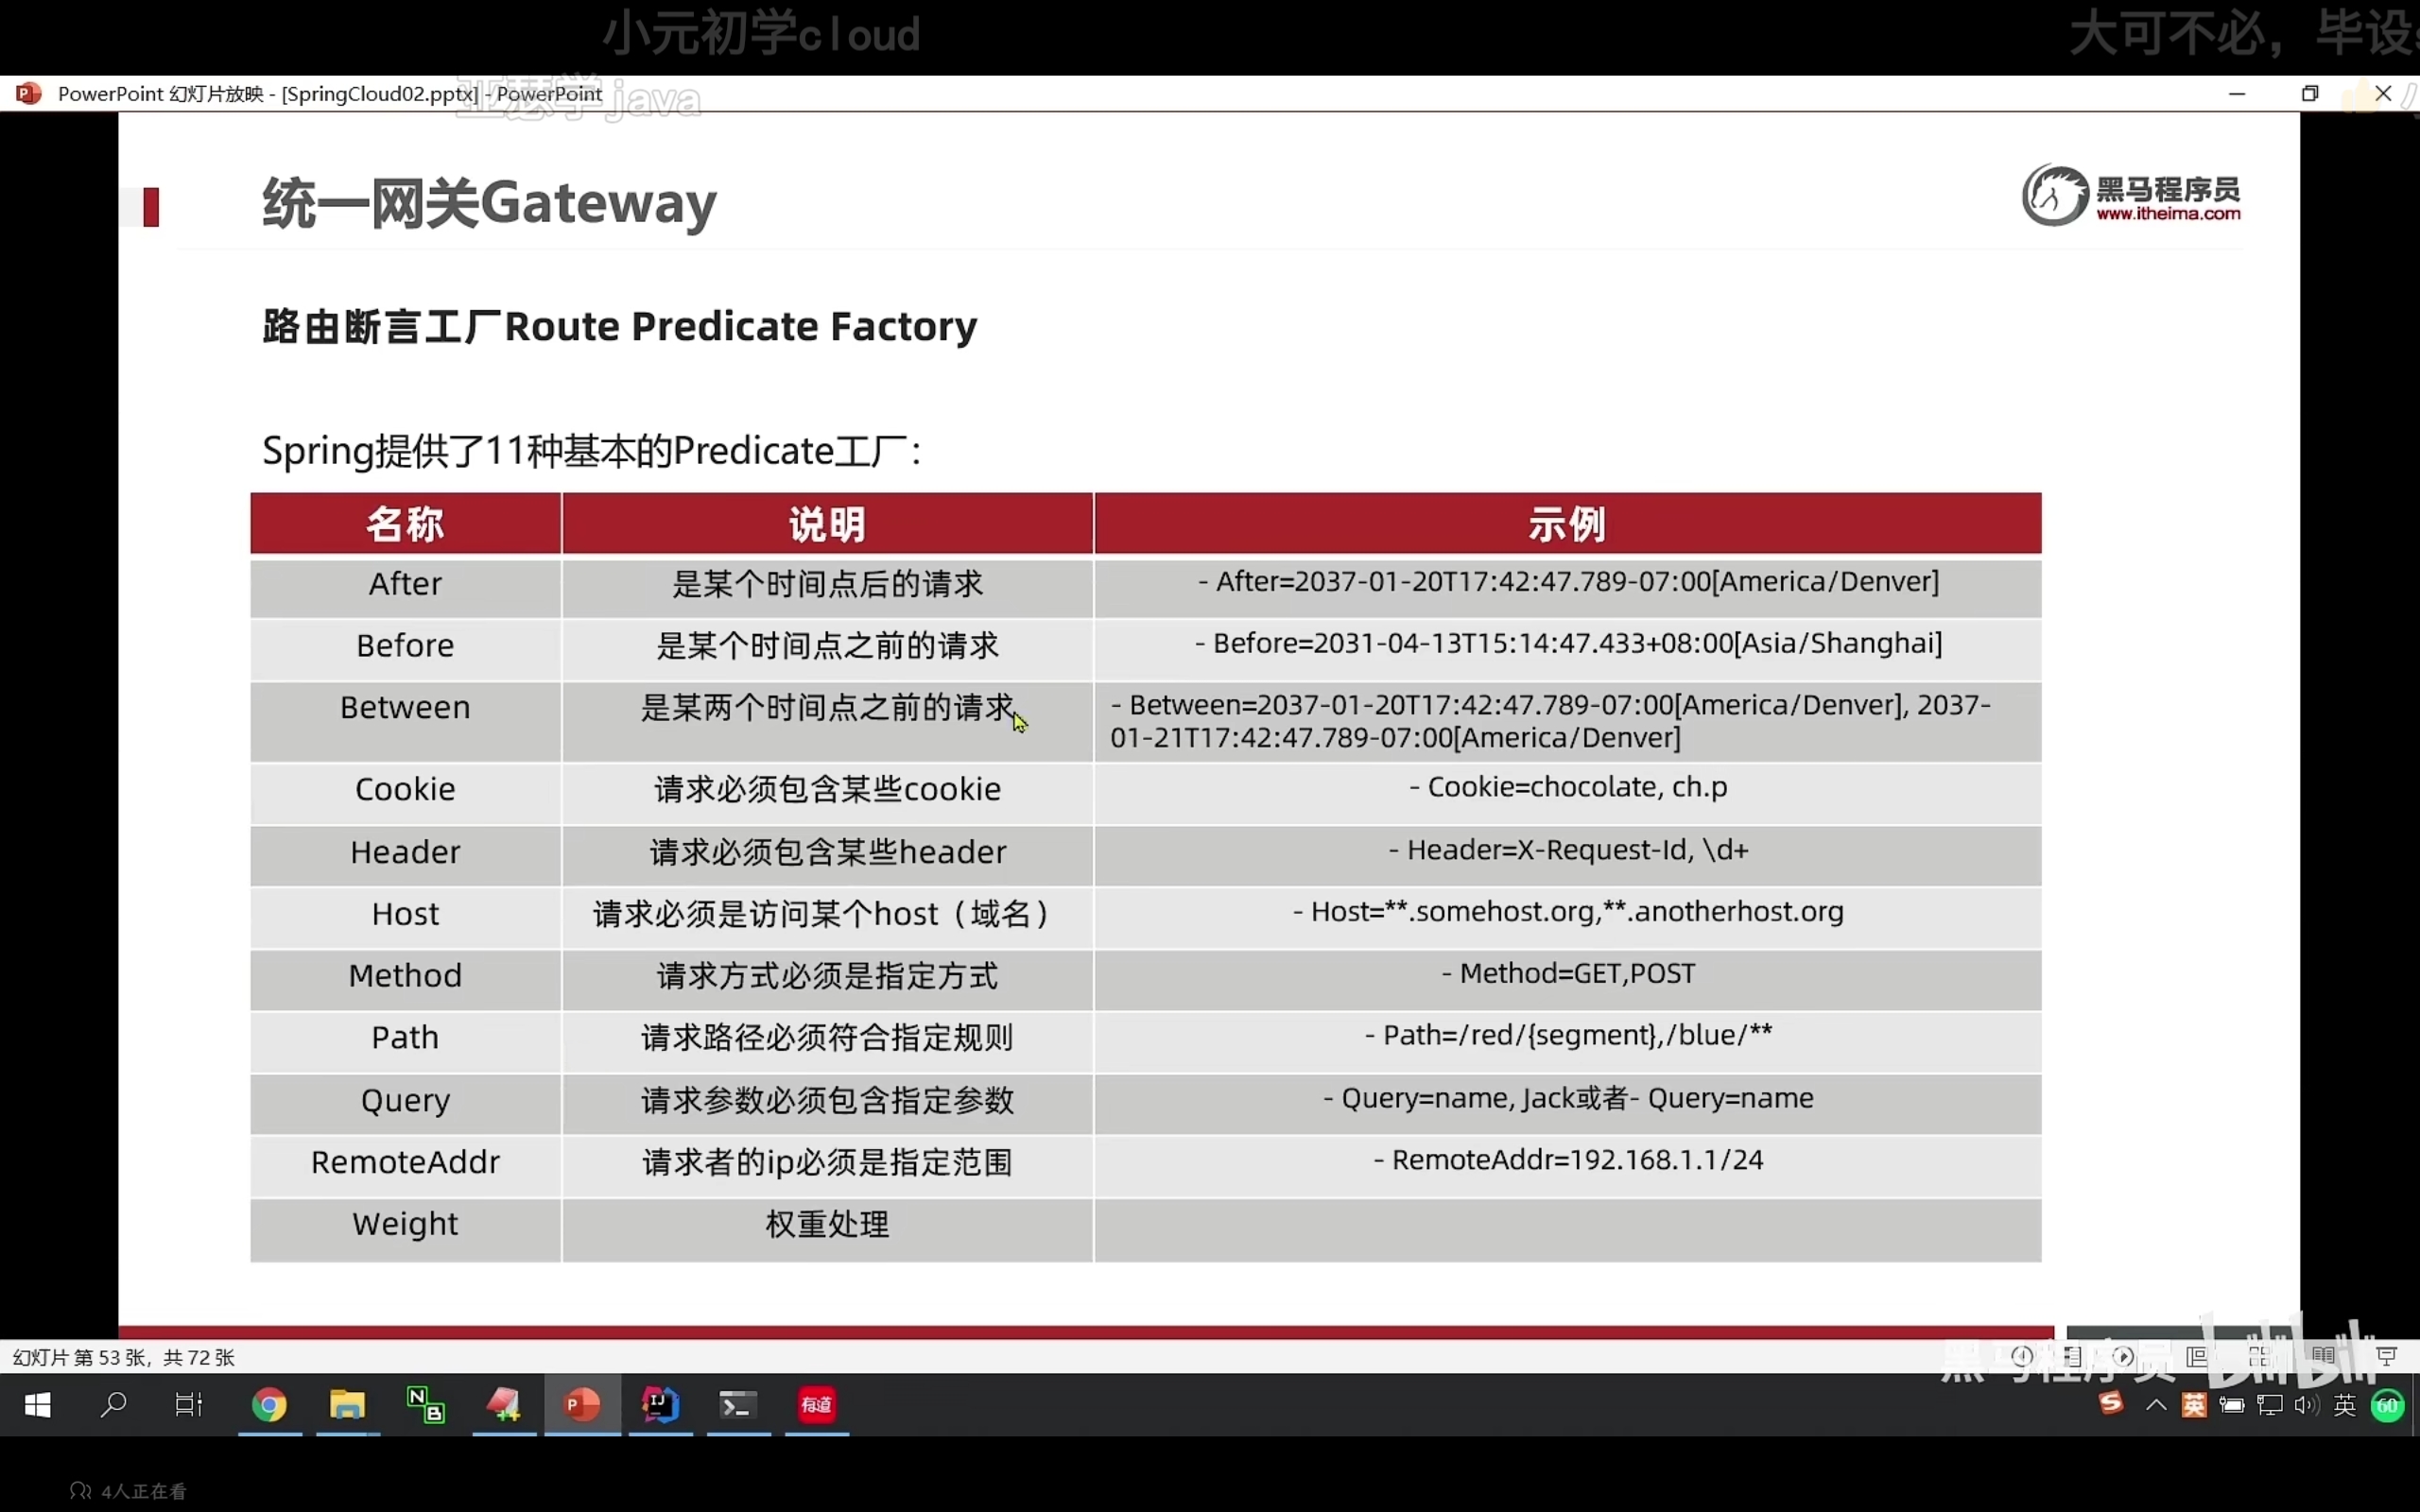 小元初学cloud
大可不必，毕设
PowerPoint 幻灯片放映 - [SpringCloud02.pptx] - PowerPoint
java
统一网关Gateway
黑马程序员
www.itheima.com
路由断言工厂Route Predicate Factory
Spring提供了11种基本的Predicate工厂：
名称 说明 示例
After 是某个时间点后的请求 - After=2037-01-20T17:42:47.789-07:00[America/Denver]
Before 是某个时间点之前的请求 - Before=2031-04-13T15:14:47.433+08:00[Asia/Shanghai]
Between 是某两个时间点之前的请求 - Between=2037-01-20T17:42:47.789-07:00[America/Denver], 2037-
01-21T17:42:47.789-07:00[America/Denver]
Cookie 请求必须包含某些cookie - Cookie=chocolate, ch.p
Header 请求必须包含某些header - Header=X-Request-Id, \d+
Host 请求必须是访问某个host（域名） - Host=**.somehost.org,**.anotherhost.org
Method 请求方式必须是指定方式 - Method=GET,POST
Path 请求路径必须符合指定规则 - Path=/red/{segment},/blue/**
Query 请求参数必须包含指定参数 - Query=name, Jack或者- Query=name
RemoteAddr 请求者的ip必须是指定范围 - RemoteAddr=192.168.1.1/24
Weight 权重处理
黑马程序员 bilibili
幻灯片 第 53 张，共 72 张
有道
英
英
60
4人正在看